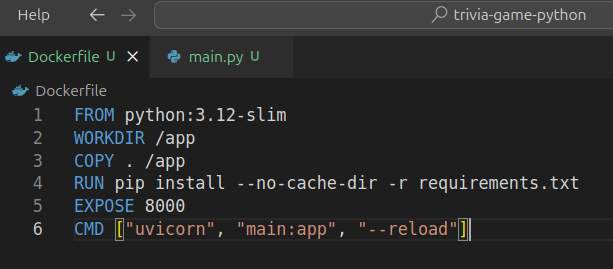 Help
trivia-game-python
Dockerfile U
main.py U
Dockerfile
1 FROM python:3.12-slim
2 WORKDIR /app
3 COPY . /app
4 RUN pip install --no-cache-dir -r requirements.txt
5 EXPOSE 8000
6 CMD ["uvicorn", "main:app", "--reload"]